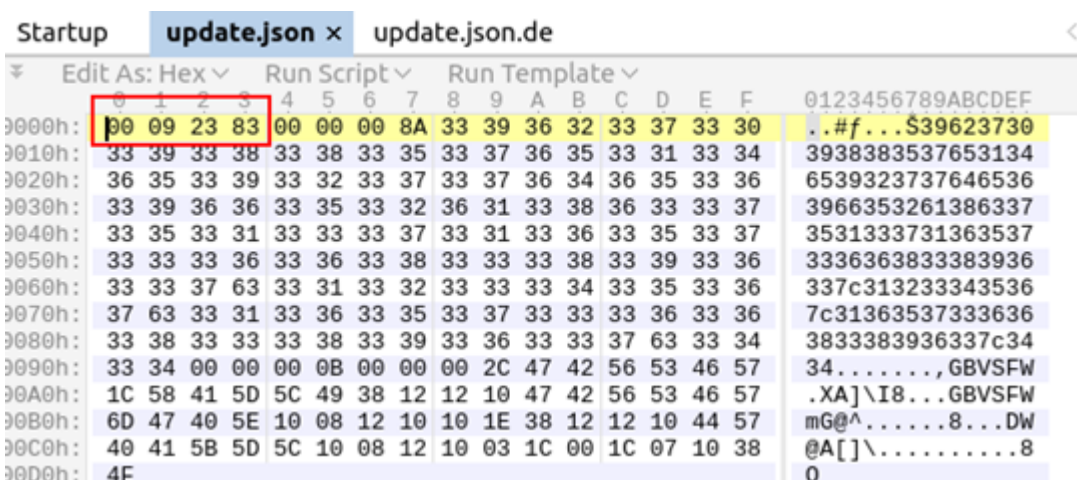 Startup update.json × update.json.de
Edit As: Hex Run Script Run Template
0 1 2 3 4 5 6 7 8 9 A B C D E F 0123456789ABCDEF
0000h: 00 09 23 83 00 00 00 8A 33 39 36 32 33 37 33 30 ..#ƒ...Š39623730
0010h: 33 39 33 38 33 38 33 35 33 37 36 35 33 31 33 34 3938383537653134
0020h: 36 35 33 39 33 32 33 37 33 37 36 34 36 35 33 36 6539323737646536
0030h: 33 39 36 36 33 35 33 32 36 31 33 38 36 33 33 37 3966353261386337
0040h: 33 35 33 31 33 33 33 37 33 31 33 36 33 35 33 37 3531333731363537
0050h: 33 33 33 36 33 36 33 38 33 33 33 38 33 39 33 36 3336363833383936
0060h: 33 33 37 63 33 31 33 32 33 33 33 34 33 35 33 36 337c313233343536
0070h: 37 63 33 31 33 36 33 35 33 37 33 33 33 36 33 36 7c31363537333636
0080h: 33 38 33 33 33 38 33 39 33 36 33 33 37 63 33 34 3833383936337c34
0090h: 33 34 00 00 00 0B 00 00 00 2C 47 42 56 53 46 57 34.......,GBVSFW
00A0h: 1C 58 41 5D 5C 49 38 12 12 10 47 42 56 53 46 57 .XA]\I8...GBVSFW
00B0h: 6D 47 40 5E 10 08 12 10 10 1E 38 12 12 10 44 57 mG@^......8...DW
00C0h: 40 41 5B 5D 5C 10 08 12 10 03 1C 00 1C 07 10 38 @A[]\..........8
00D0h: 4F O